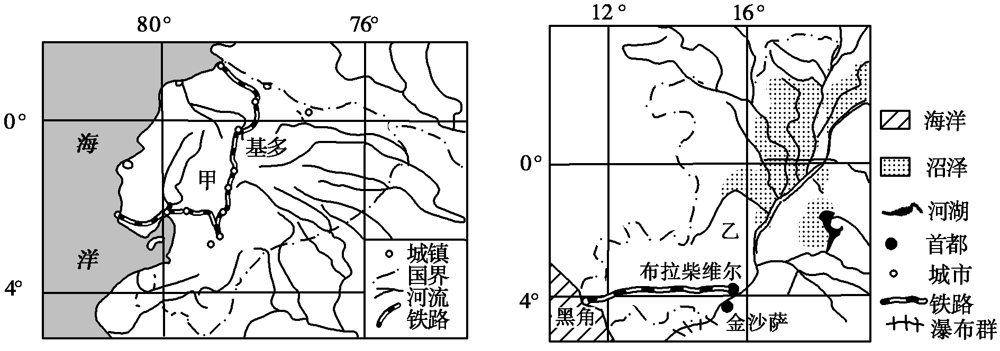 80°
76°
0°
4°
海
洋
基多
甲
城镇
国界
河流
铁路
12°
16°
0°
4°
乙
布拉柴维尔
黑角
金沙萨
海洋
沼泽
河湖
首都
城市
铁路
瀑布群